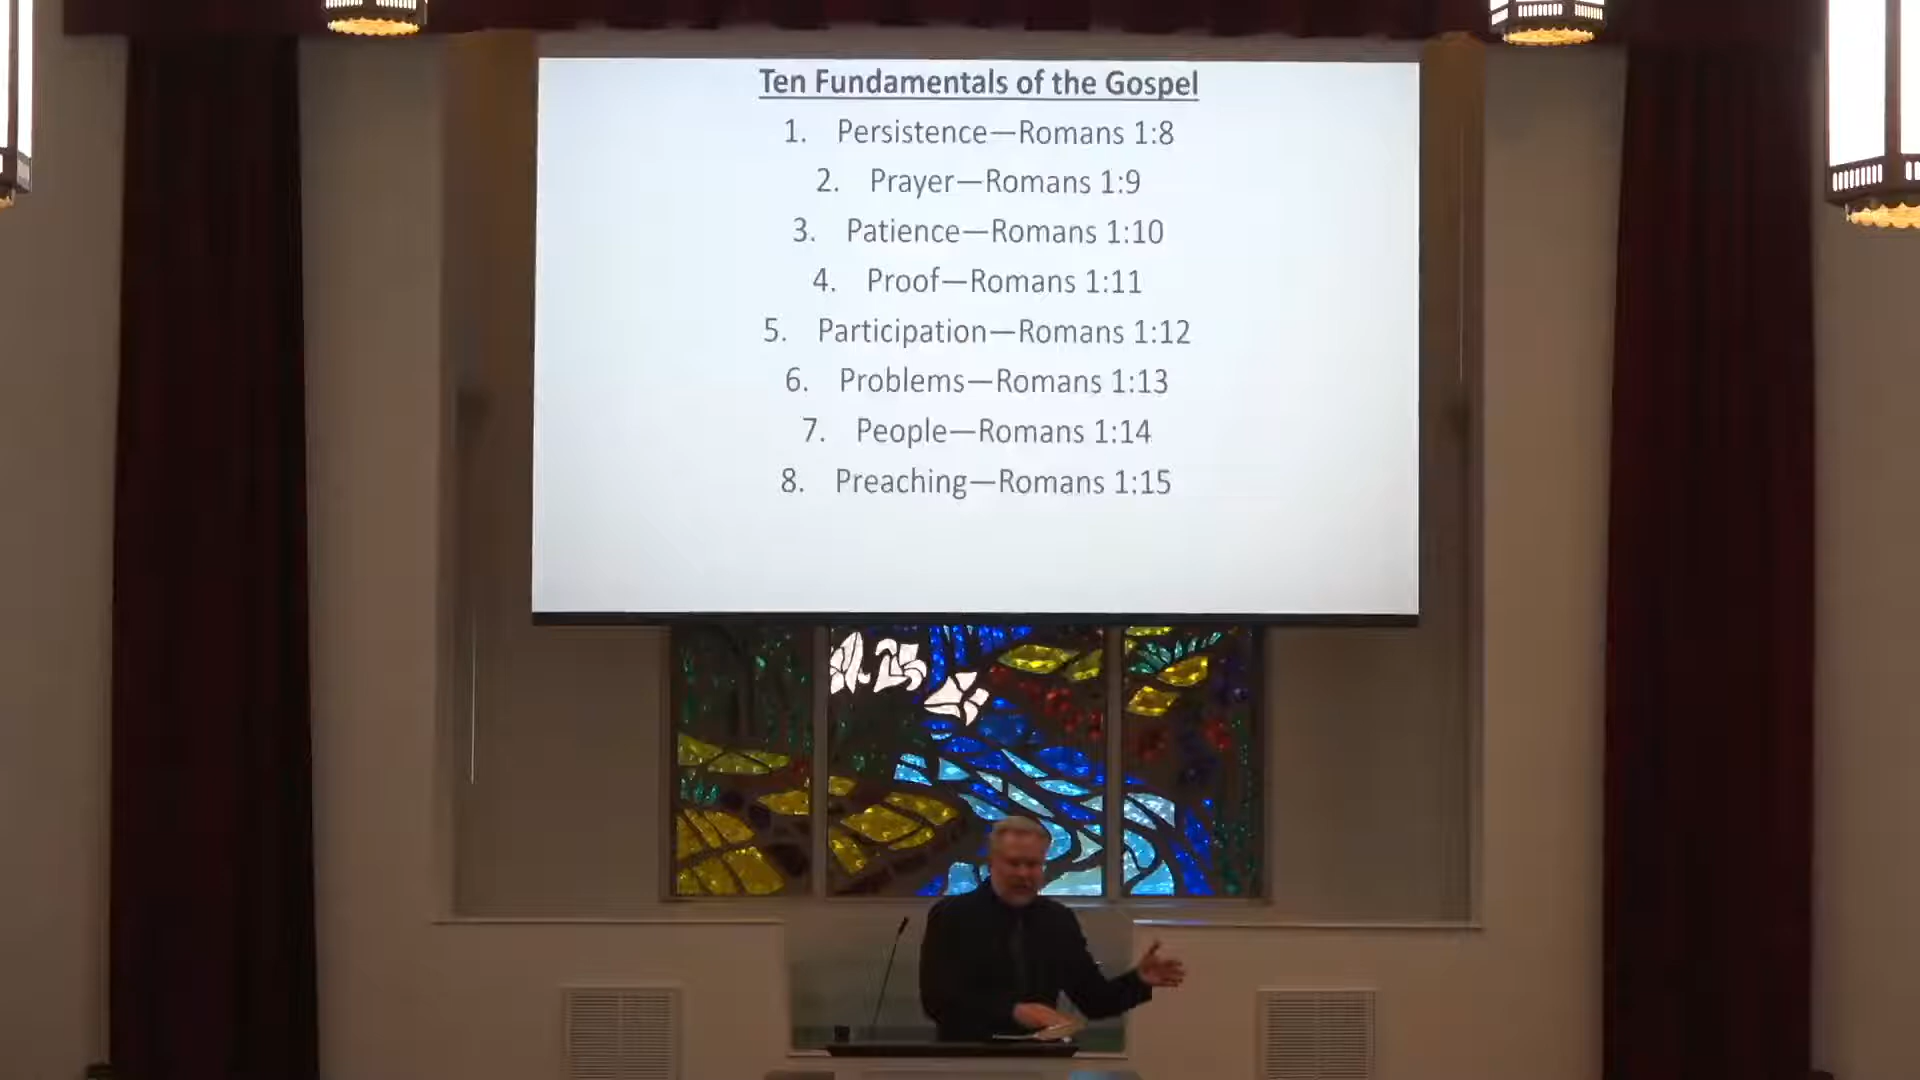 Ten Fundamentals of the Gospel
1. Persistence—Romans 1:8
2. Prayer—Romans 1:9
3. Patience—Romans 1:10
4. Proof—Romans 1:11
5. Participation—Romans 1:12
6. Problems—Romans 1:13
7. People—Romans 1:14
8. Preaching—Romans 1:15